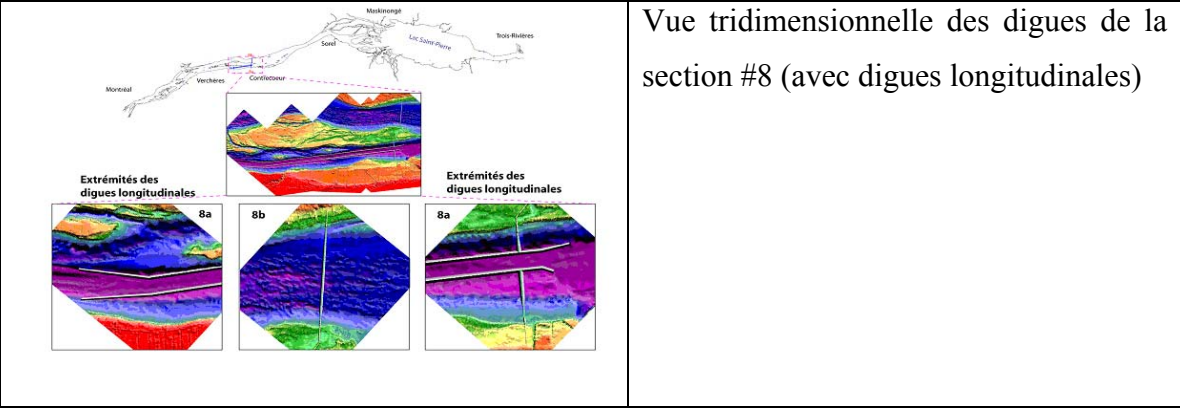 Maskinongé
Trois-Rivières
Lac Saint-Pierre
Sorel
Contrecoeur
Verchères
Montréal
Extrémités des
digues longitudinales
Extrémités des
digues longitudinales
8a
8b
8a
Vue tridimensionnelle des digues de la
section #8 (avec digues longitudinales)